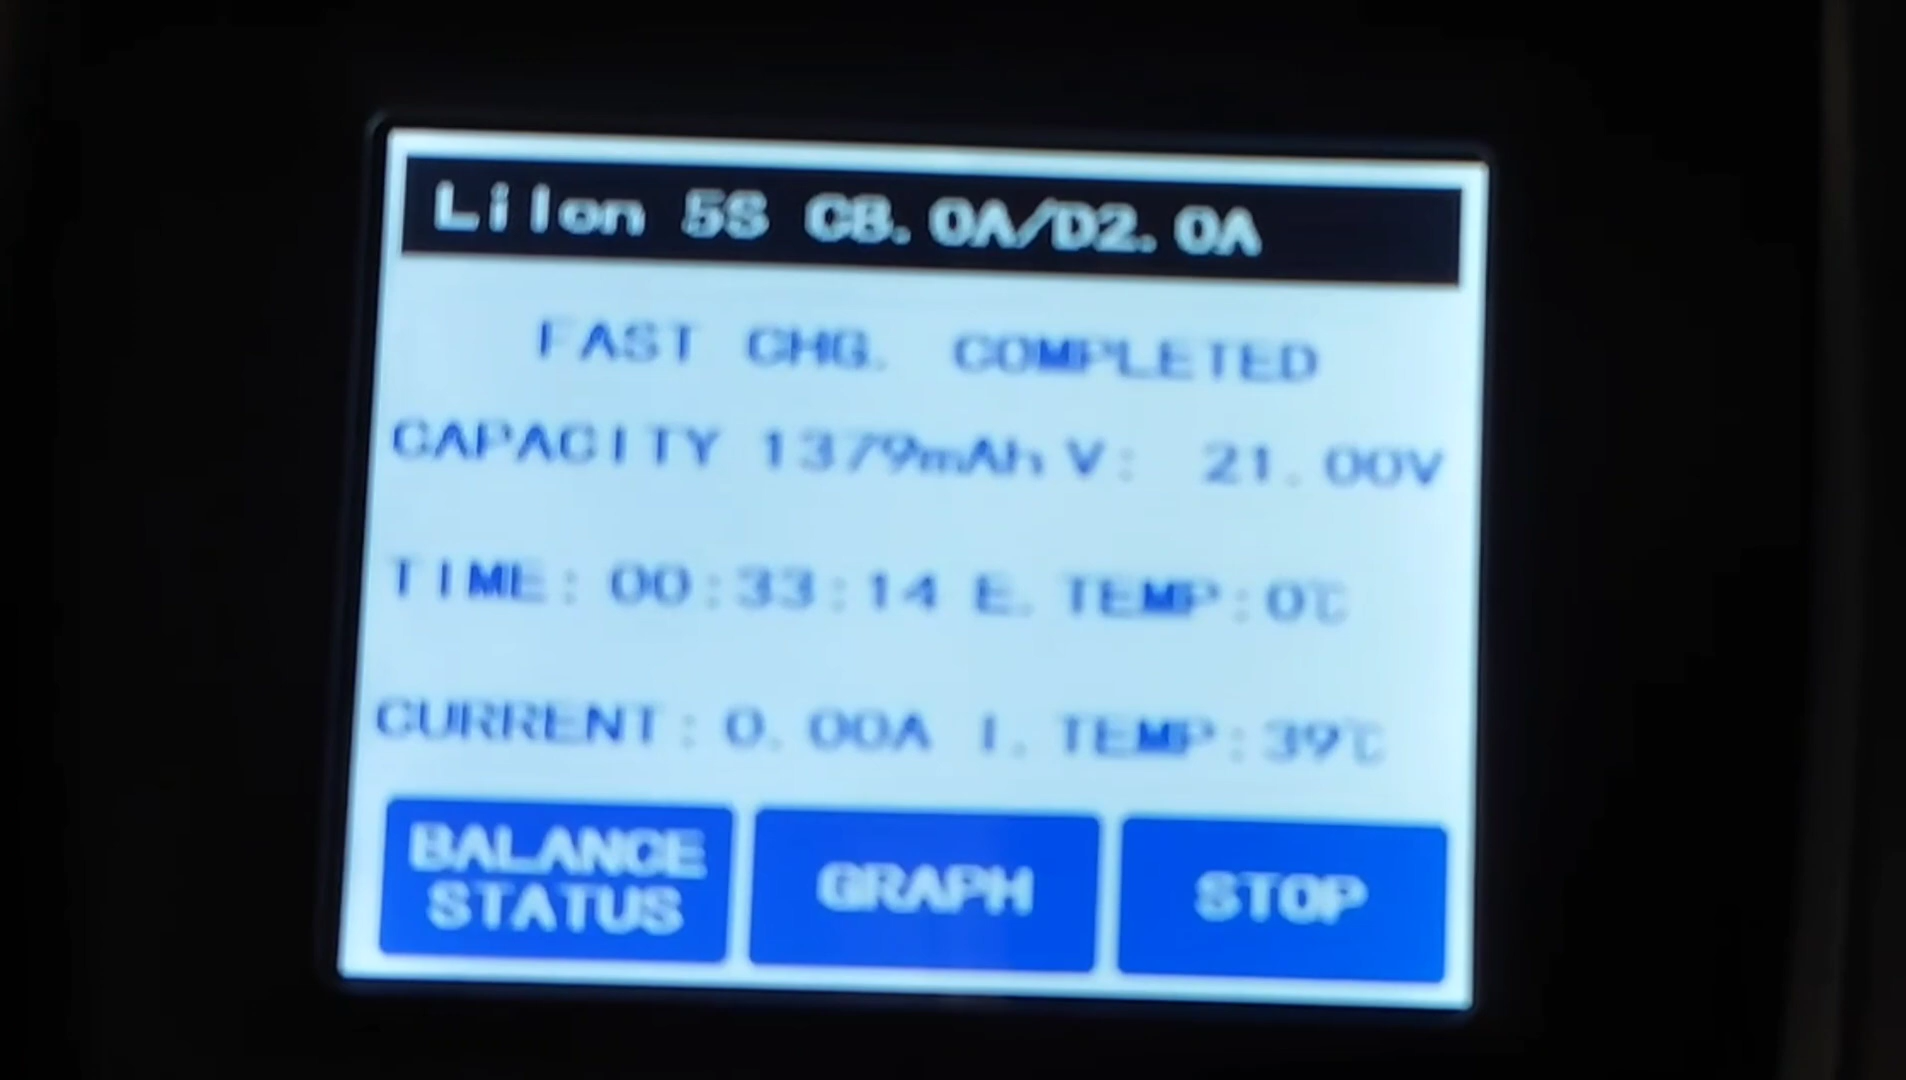 LiIon 5S C8.0A/D2.0A
FAST CHG. COMPLETED
CAPACITY 1379mAh V: 21.00V
TIME: 00:33:14 E. TEMP:0℃
CURRENT: 0.00A I. TEMP:39℃
BALANCE
STATUS
GRAPH
STOP